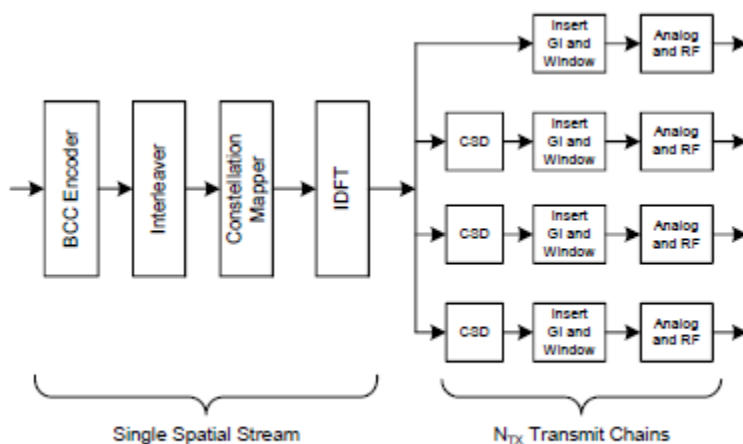 BCC Encoder
Interleaver
Constellation
Mapper
IDFT
Insert
GI and
Window
Analog
and RF
CSD
Insert
GI and
Window
Analog
and RF
CSD
Insert
GI and
Window
Analog
and RF
CSD
Insert
GI and
Window
Analog
and RF
Single Spatial Stream
N_TX Transmit Chains